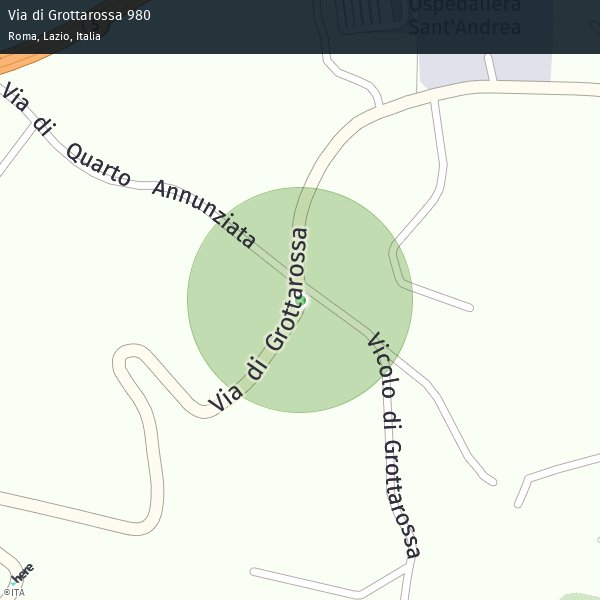 Via di Grottarossa 980
Roma, Lazio, Italia
5
Ospedaliera
Sant'Andrea
Via di Quarto Annunziata
Via di Grottarossa
Vicolo di Grottarossa
here
©ITA